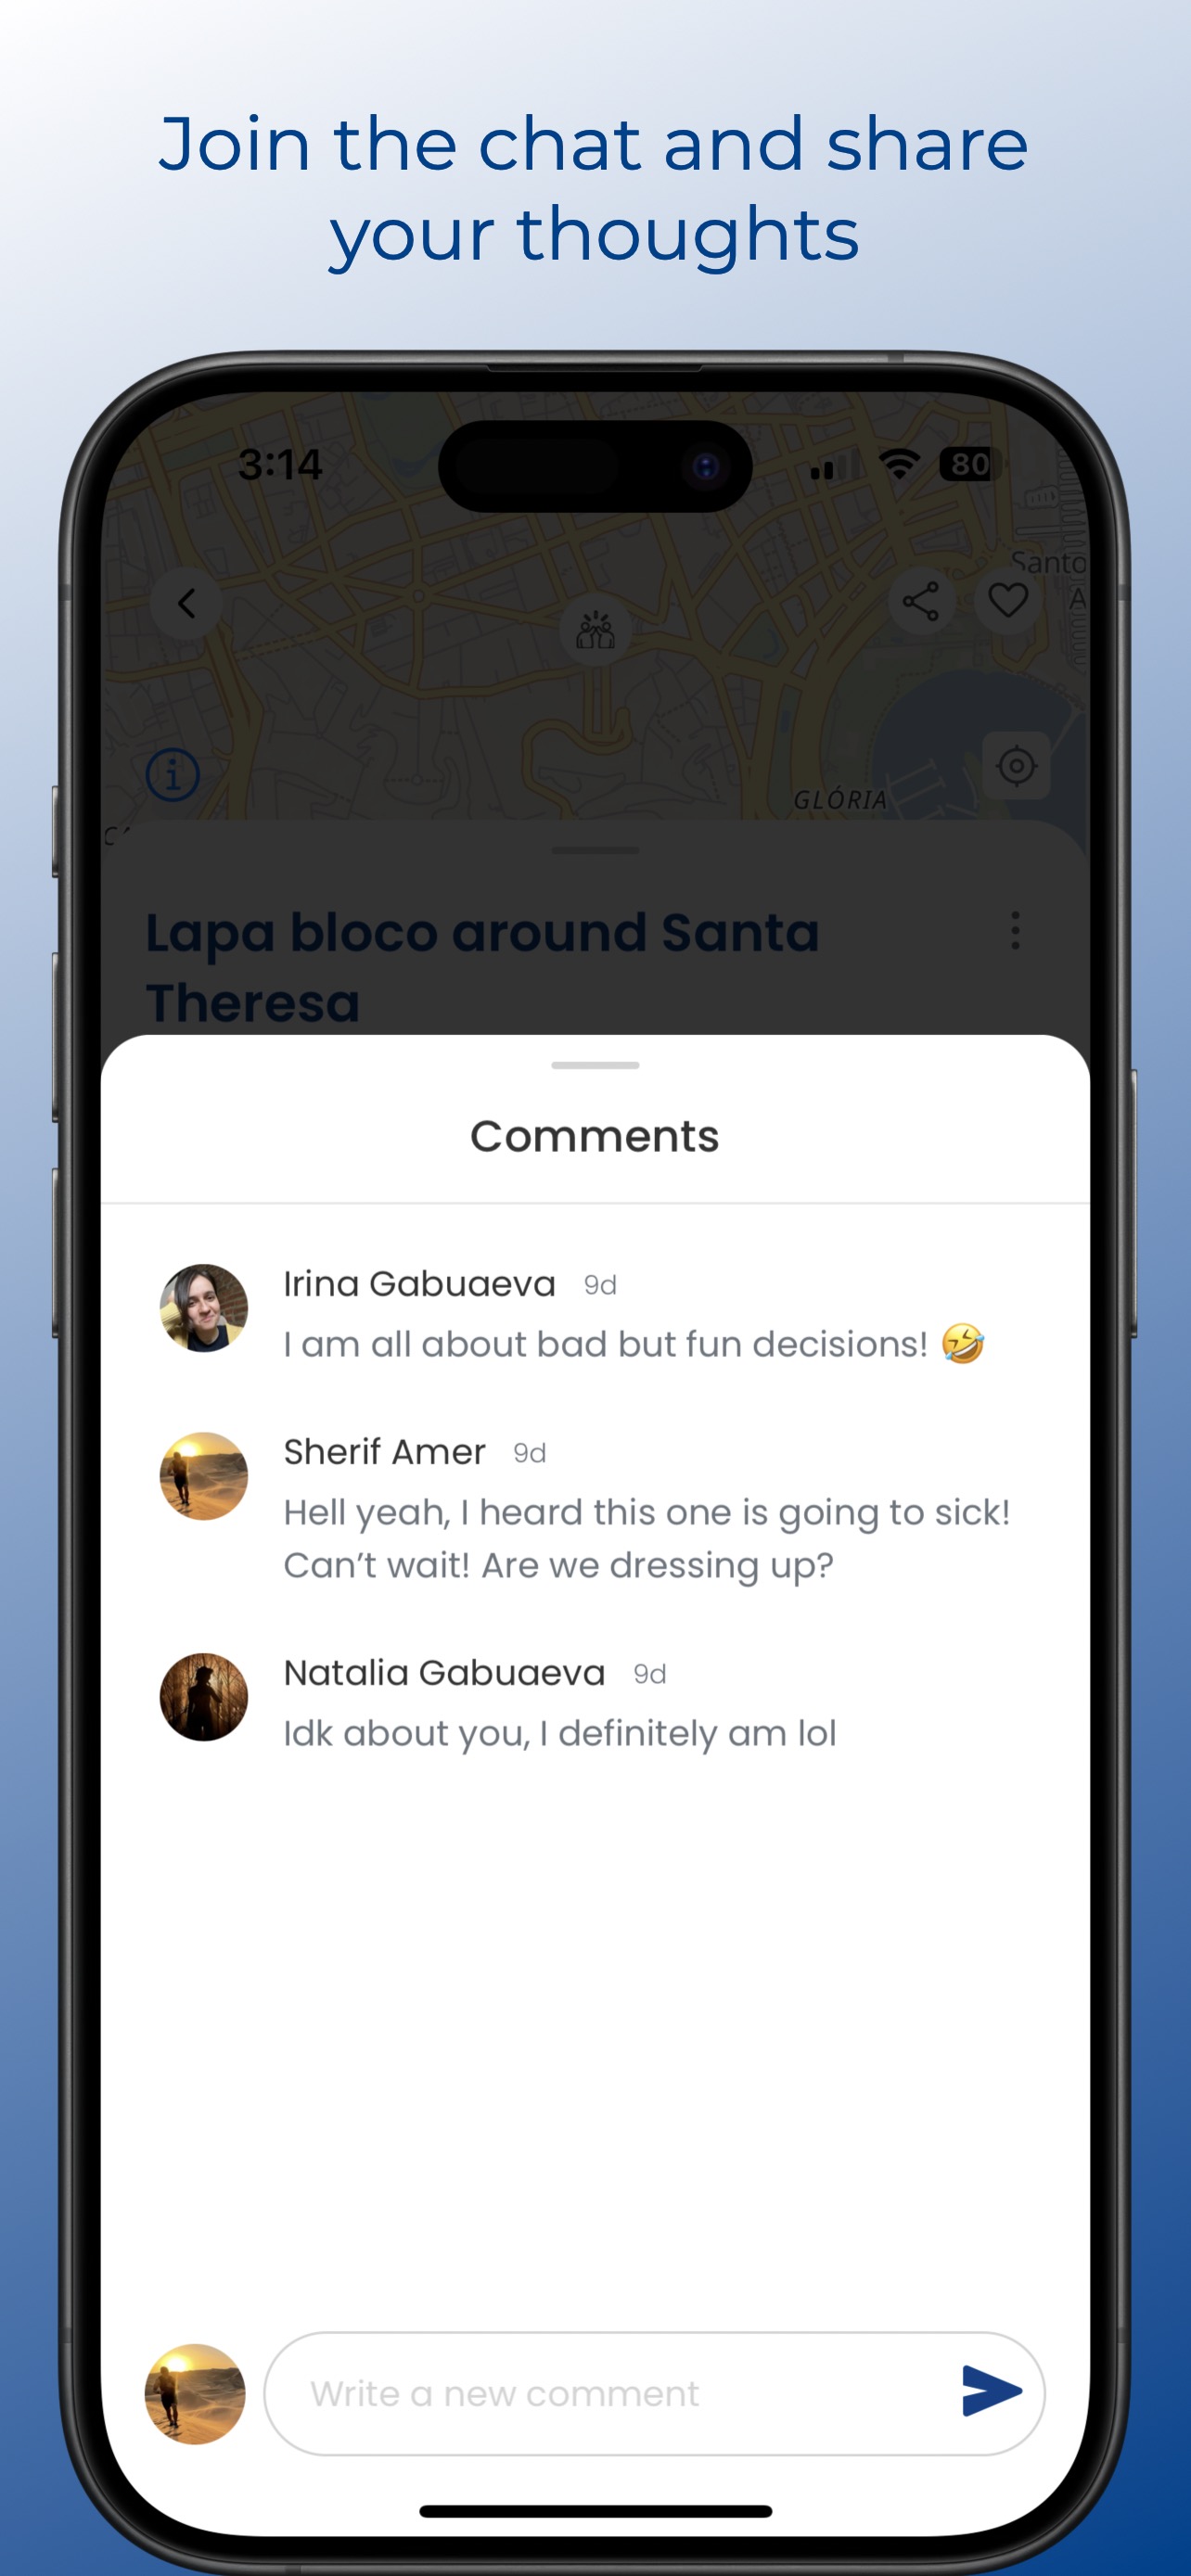 Join the chat and share
your thoughts
3:14
80
Santo
A
GLÓRIA
Lapa bloco around Santa
Theresa
Comments
Irina Gabuaeva 9d
I am all about bad but fun decisions! 🤣
Sherif Amer 9d
Hell yeah, I heard this one is going to sick!
Can’t wait! Are we dressing up?
Natalia Gabuaeva 9d
Idk about you, I definitely am lol
Write a new comment